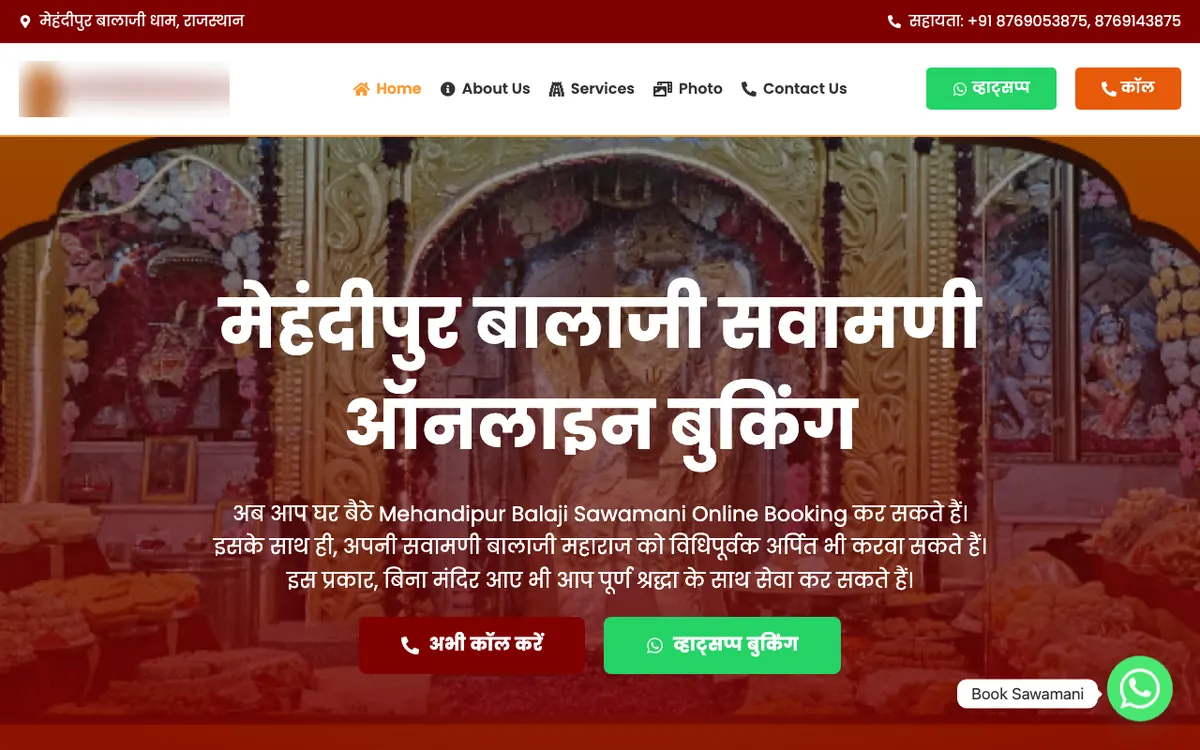 मेहंदीपुर बालाजी धाम, राजस्थान
सहायता: +91 8769053875, 8769143875
Home
About Us
Services
Photo
Contact Us
व्हाट्सप्प
कॉल
मेहंदीपुर बालाजी सवामणी
ऑनलाइन बुकिंग
अब आप घर बैठे Mehandipur Balaji Sawamani Online Booking कर सकते हैं।
इसके साथ ही, अपनी सवामणी बालाजी महाराज को विधिपूर्वक अर्पित भी करवा सकते हैं।
इस प्रकार, बिना मंदिर आए भी आप पूर्ण श्रद्धा के साथ सेवा कर सकते हैं।
अभी कॉल करें
व्हाट्सप्प बुकिंग
Book Sawamani